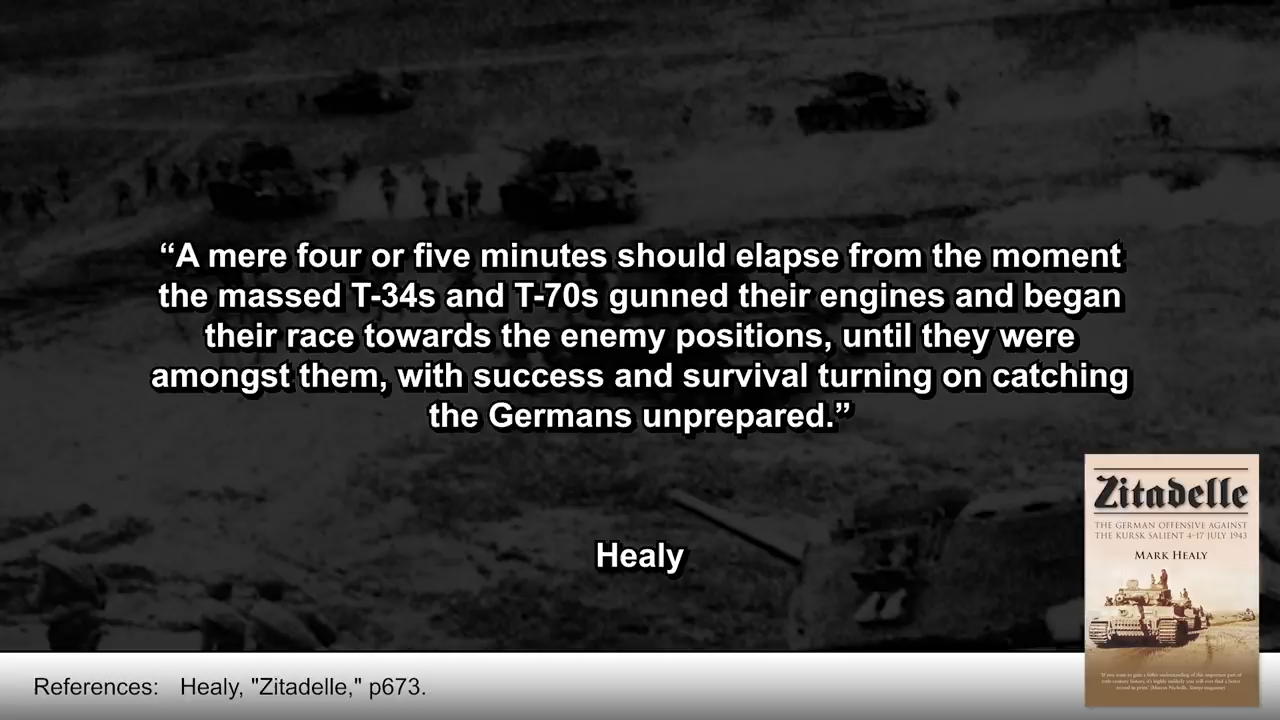 “A mere four or five minutes should elapse from the moment
the massed T-34s and T-70s gunned their engines and began
their race towards the enemy positions, until they were
amongst them, with success and survival turning on catching
the Germans unprepared.”
Healy
Zitadelle
THE GERMAN OFFENSIVE AGAINST
THE KURSK SALIENT 4–17 JULY 1943
MARK HEALY
References: Healy, "Zitadelle," p673.